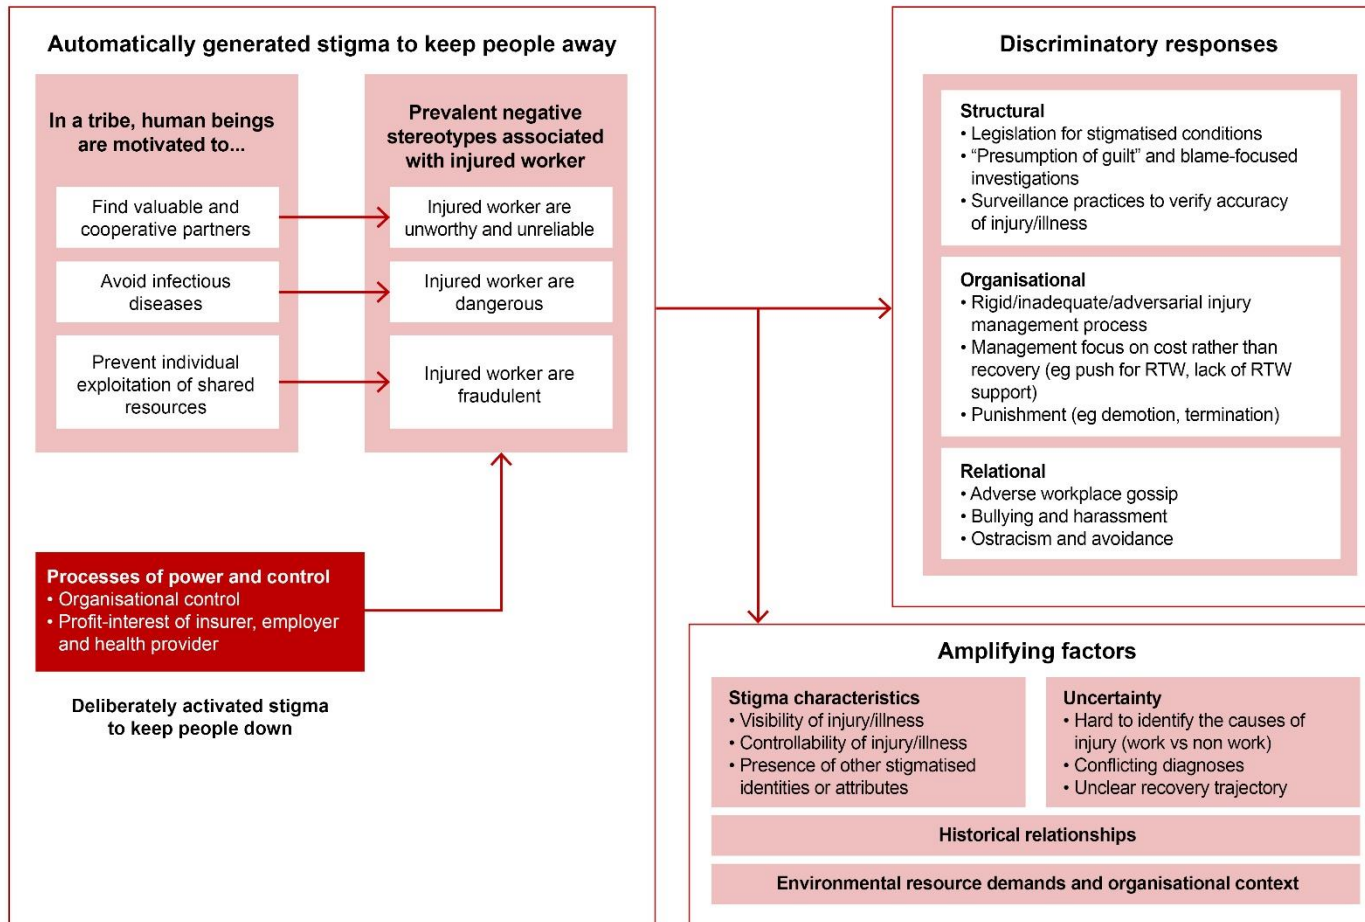 Automatically generated stigma to keep people away
In a tribe, human beings
are motivated to...
Find valuable and
cooperative partners
Avoid infectious
diseases
Prevent individual
exploitation of shared
resources
Prevalent negative
stereotypes associated
with injured worker
Injured worker are
unworthy and unreliable
Injured worker are
dangerous
Injured worker are
fraudulent
Processes of power and control
• Organisational control
• Profit-interest of insurer, employer
and health provider
Deliberately activated stigma
to keep people down
Discriminatory responses
Structural
• Legislation for stigmatised conditions
• “Presumption of guilt” and blame-focused
investigations
• Surveillance practices to verify accuracy
of injury/illness
Organisational
• Rigid/inadequate/adversarial injury
management process
• Management focus on cost rather than
recovery (eg push for RTW, lack of RTW
support)
• Punishment (eg demotion, termination)
Relational
• Adverse workplace gossip
• Bullying and harassment
• Ostracism and avoidance
Amplifying factors
Stigma characteristics
• Visibility of injury/illness
• Controllability of injury/illness
• Presence of other stigmatised
identities or attributes
Uncertainty
• Hard to identify the causes of
injury (work vs non work)
• Conflicting diagnoses
• Unclear recovery trajectory
Historical relationships
Environmental resource demands and organisational context